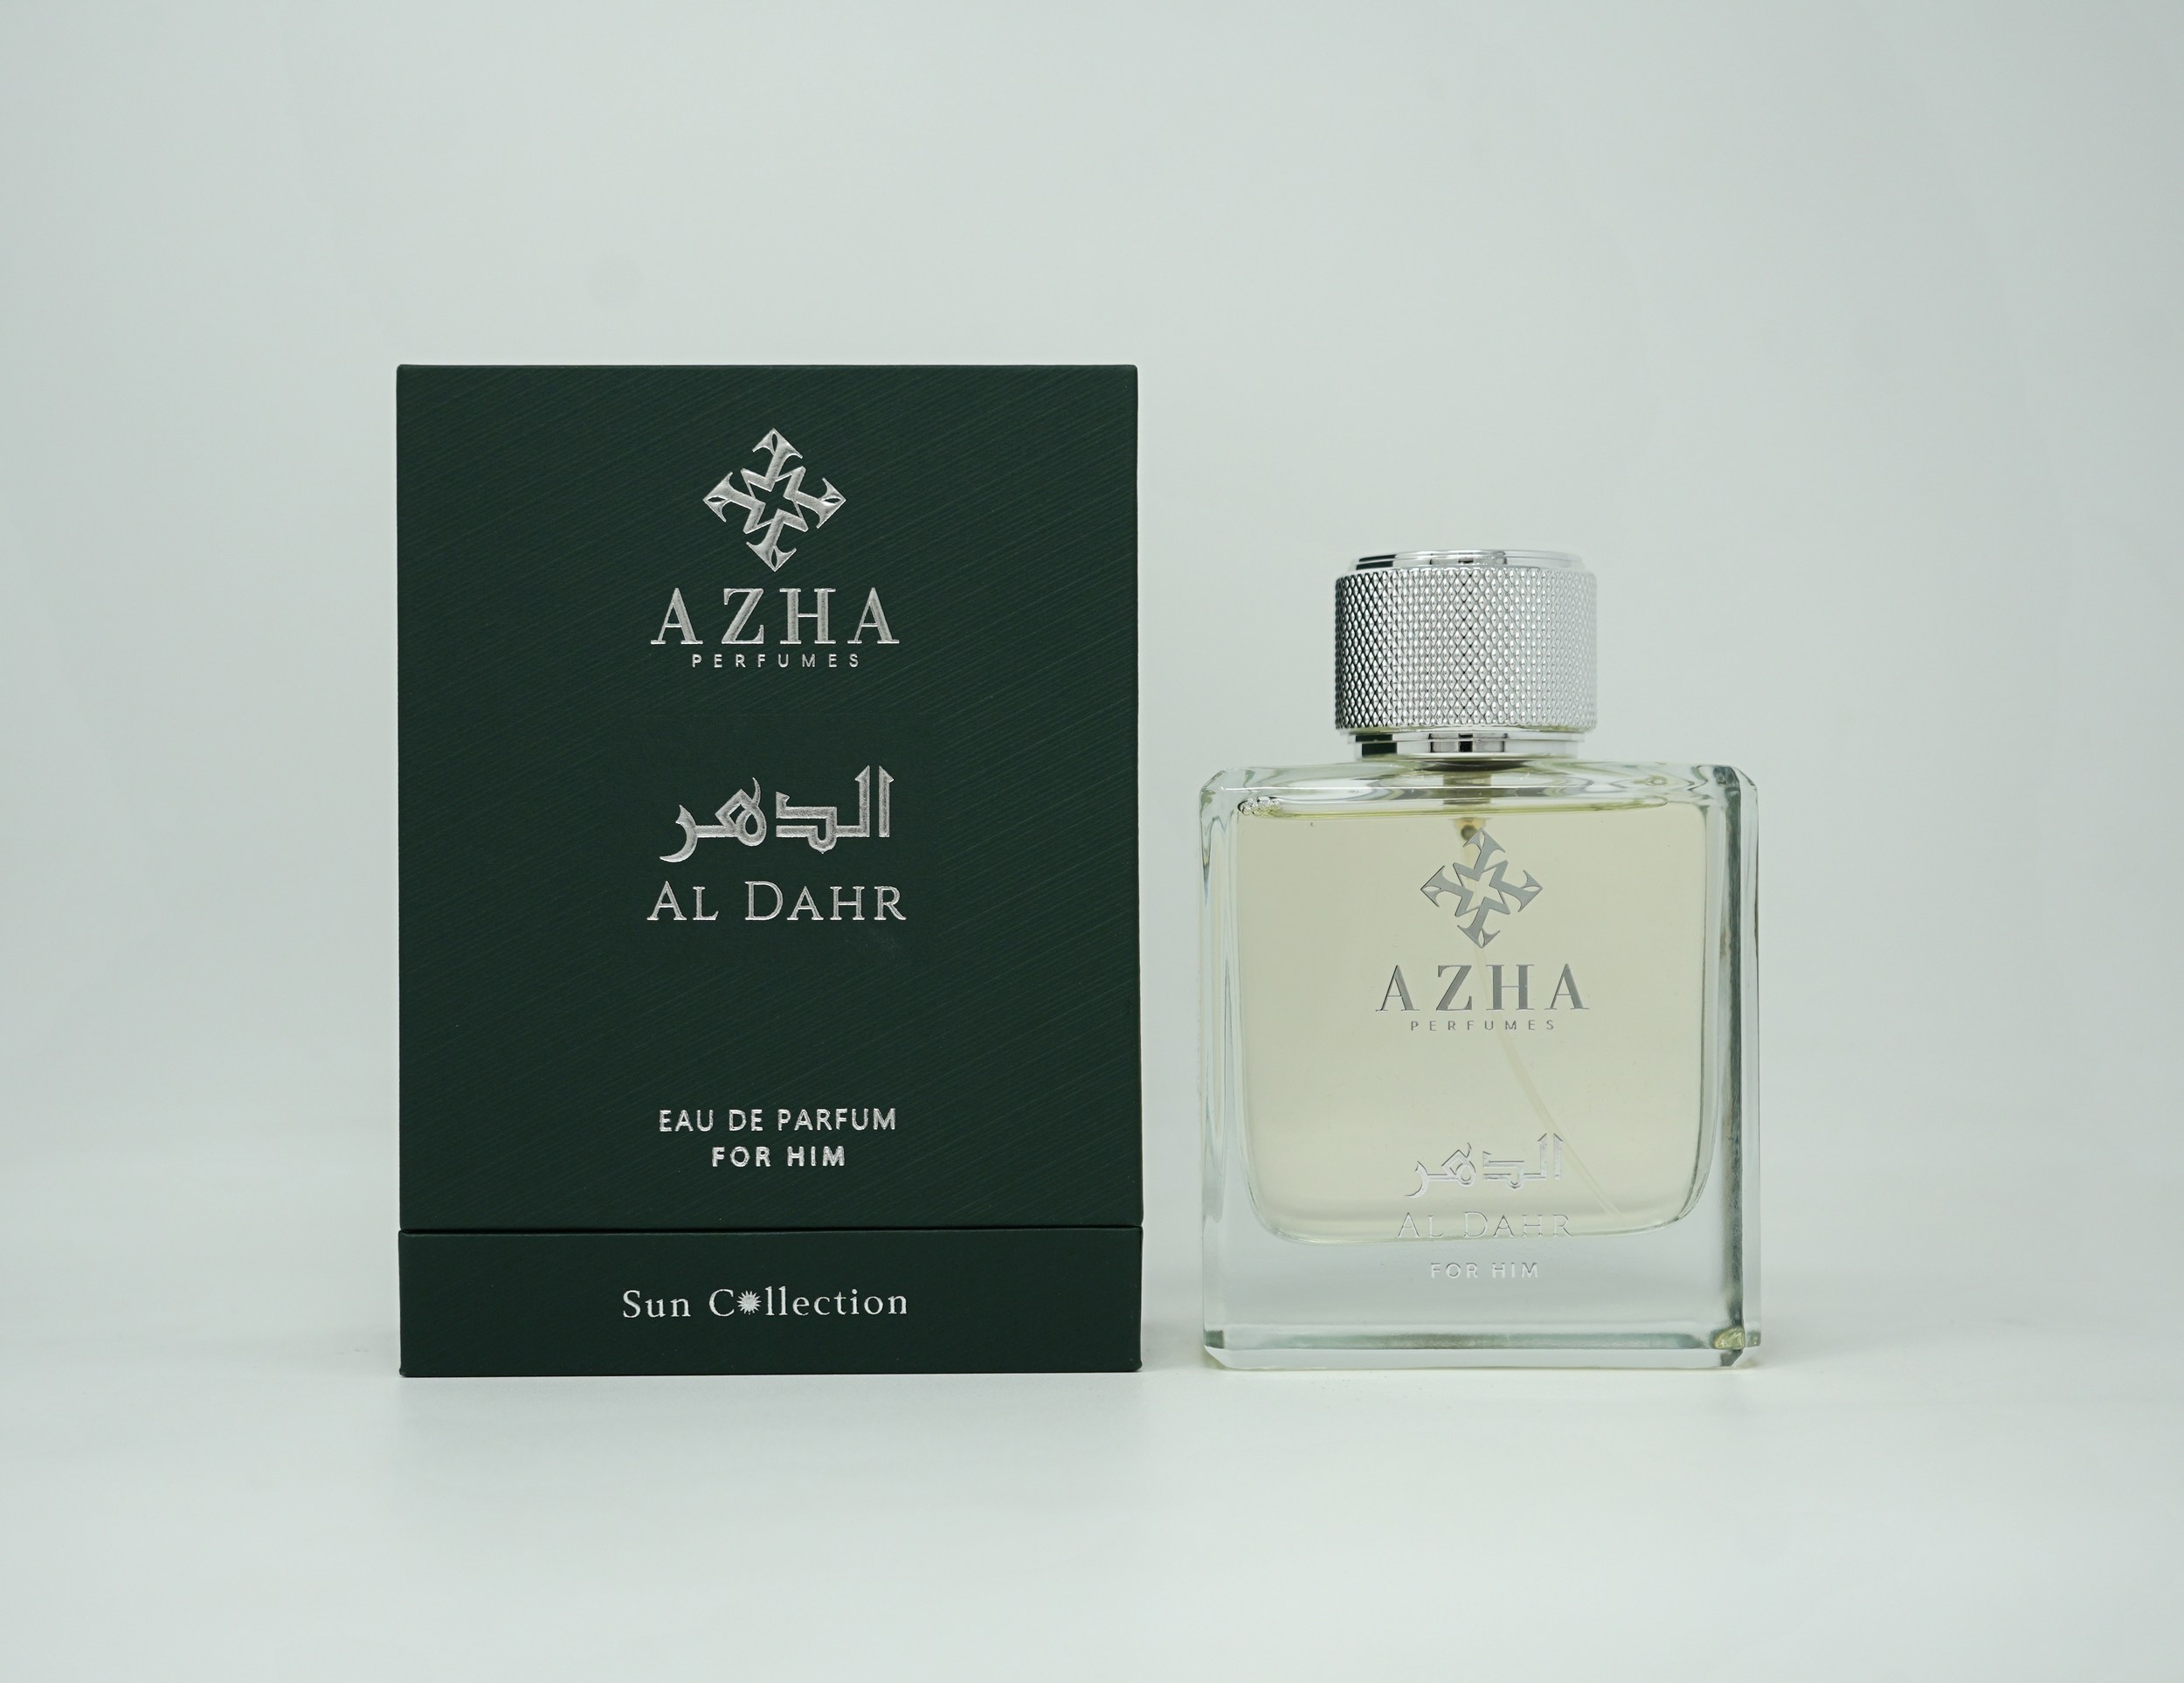 AZHA
PERFUMES
الدهر
AL DAHR
EAU DE PARFUM
FOR HIM
Sun Collection
AZHA
PERFUMES
الدهر
AL DAHR
FOR HIM